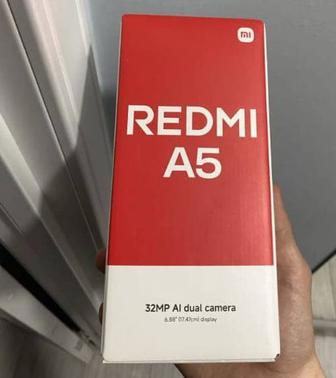 mi
REDMI
A5
32MP AI dual camera
6.88" (17.47cm) display